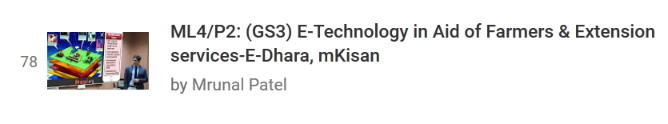 ML4/P2: (GS3) E-Technology in Aid of Farmers & Extension
services-E-Dhara, mKisan
78
by Mrunal Patel